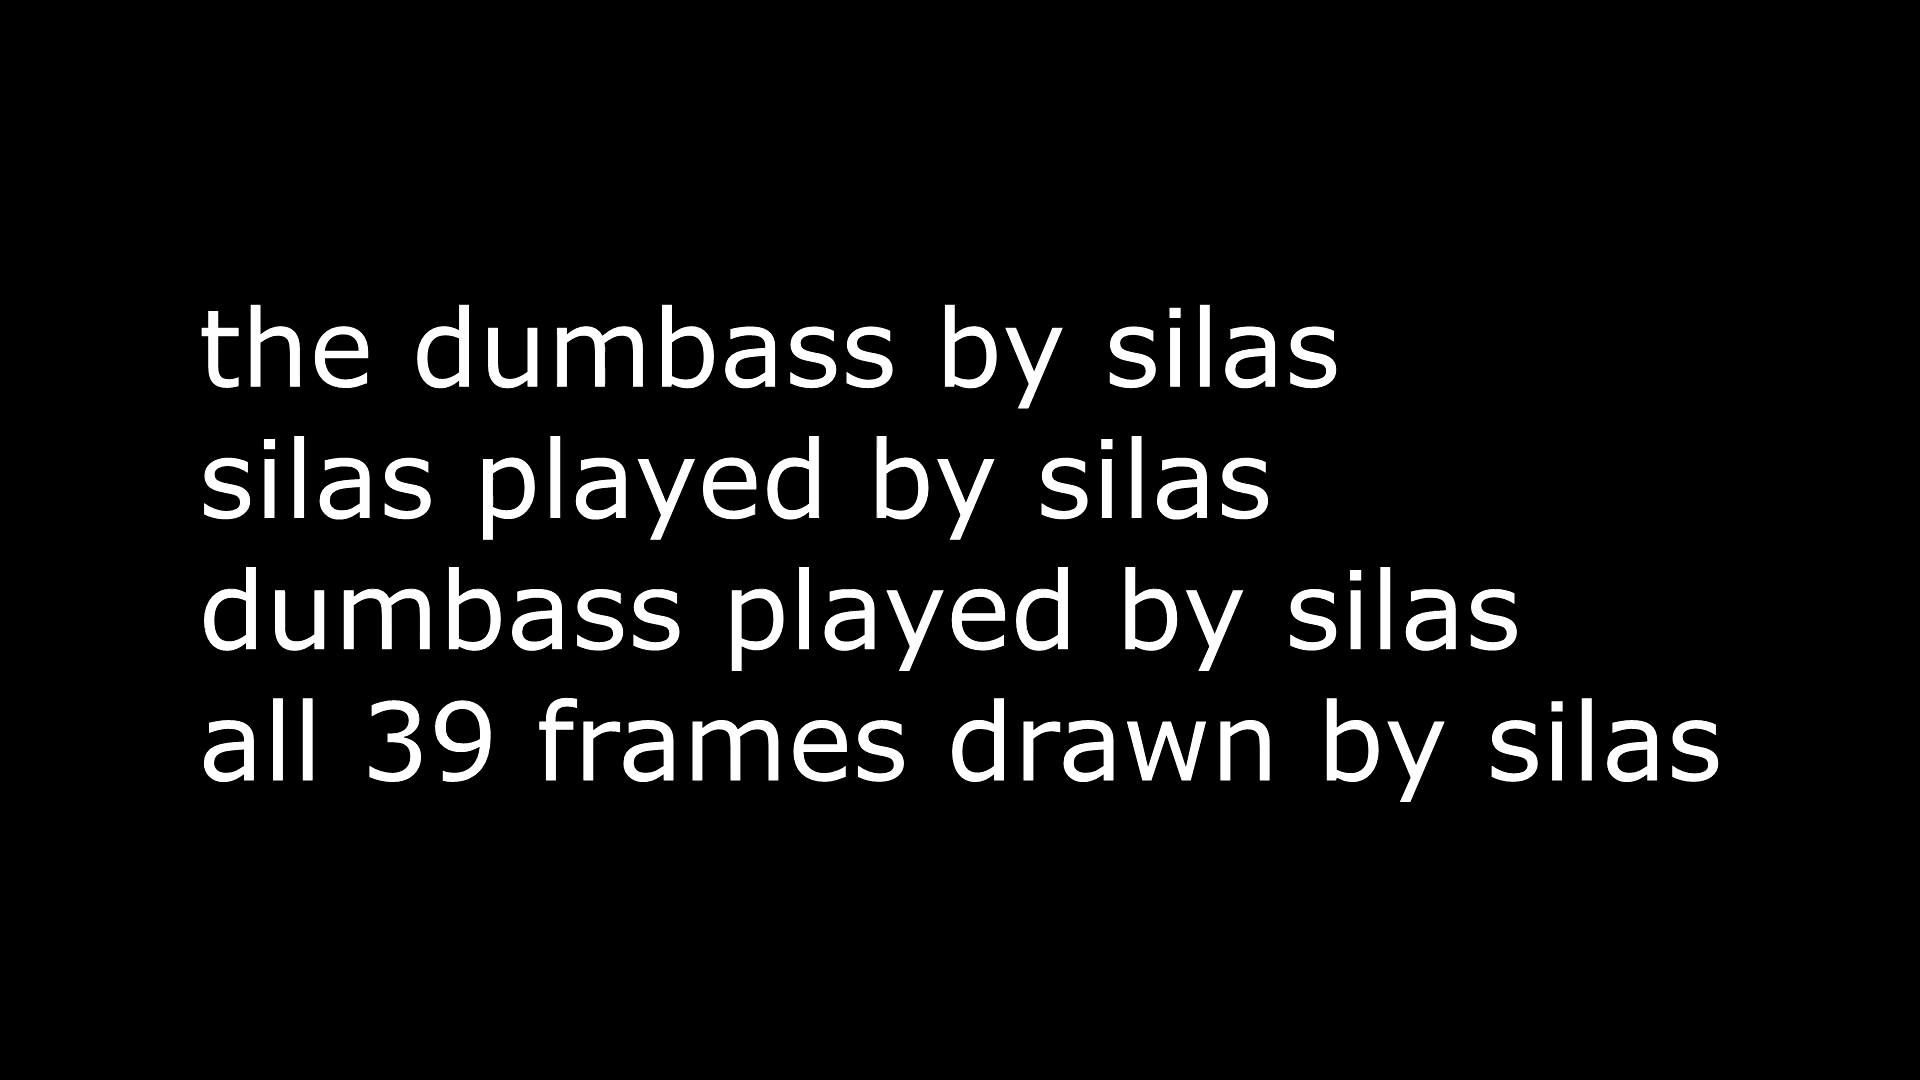 the dumbass by silas
silas played by silas
dumbass played by silas
all 39 frames drawn by silas